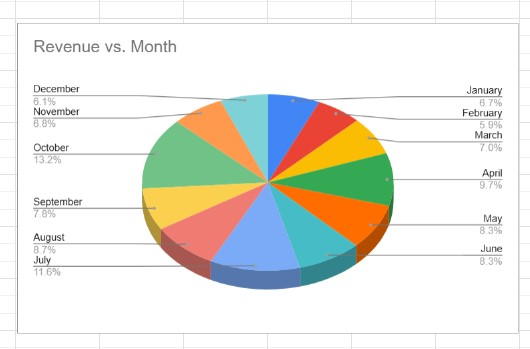 Revenue vs. Month
December
6.1%
November
6.8%
October
13.2%
September
7.8%
August
8.7%
July
11.6%
January
6.7%
February
5.9%
March
7.0%
April
9.7%
May
8.3%
June
8.3%